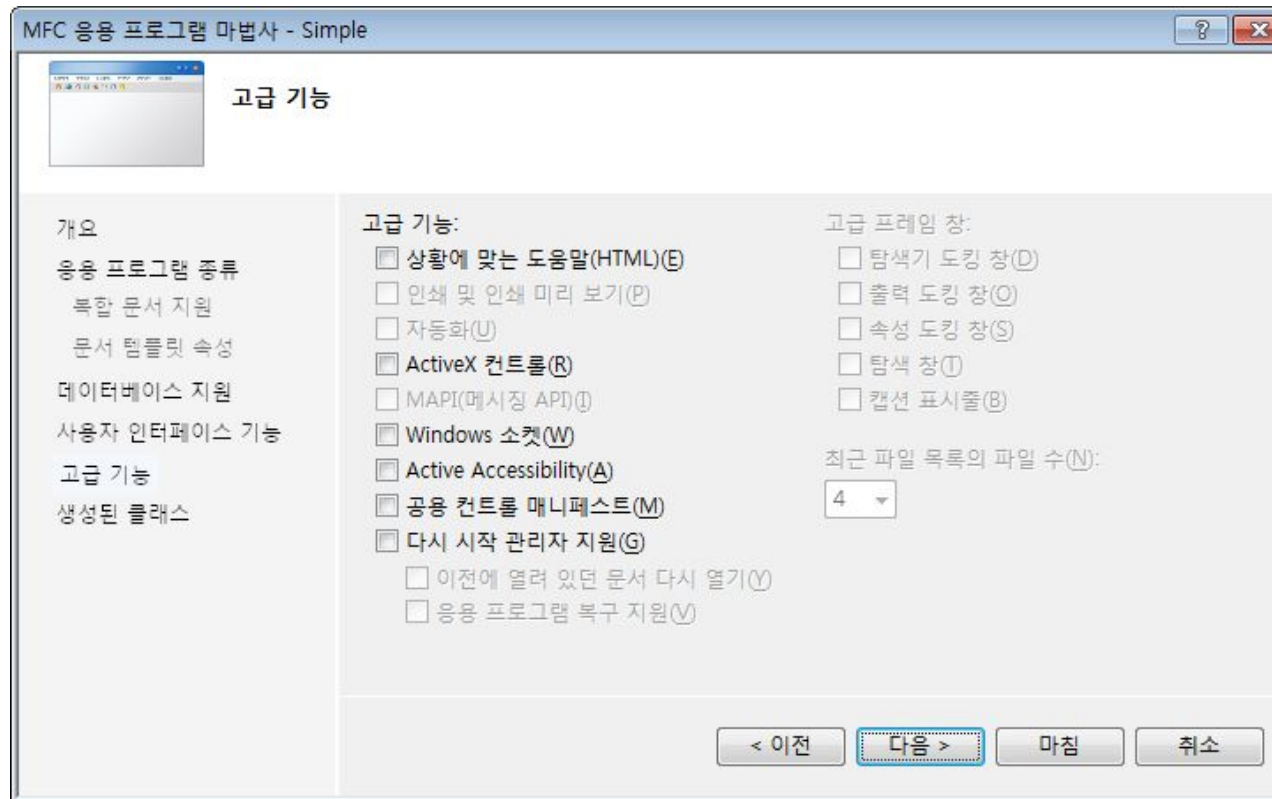 MFC 응용 프로그램 마법사 - Simple
고급 기능
개요
응용 프로그램 종류
복합 문서 지원
문서 템플릿 속성
데이터베이스 지원
사용자 인터페이스 기능
고급 기능
생성된 클래스
고급 기능:
상황에 맞는 도움말(HTML)(E)
인쇄 및 인쇄 미리 보기(P)
자동화(U)
ActiveX 컨트롤(R)
MAPI(메시징 API)(I)
Windows 소켓(W)
Active Accessibility(A)
공용 컨트롤 매니페스트(M)
다시 시작 관리자 지원(G)
이전에 열려 있던 문서 다시 열기(Y)
응용 프로그램 복구 지원(V)
고급 프레임 창:
탐색기 도킹 창(D)
출력 도킹 창(O)
속성 도킹 창(S)
탐색 창(T)
캡션 표시줄(B)
최근 파일 목록의 파일 수(N):
4
< 이전 다음 > 마침 취소